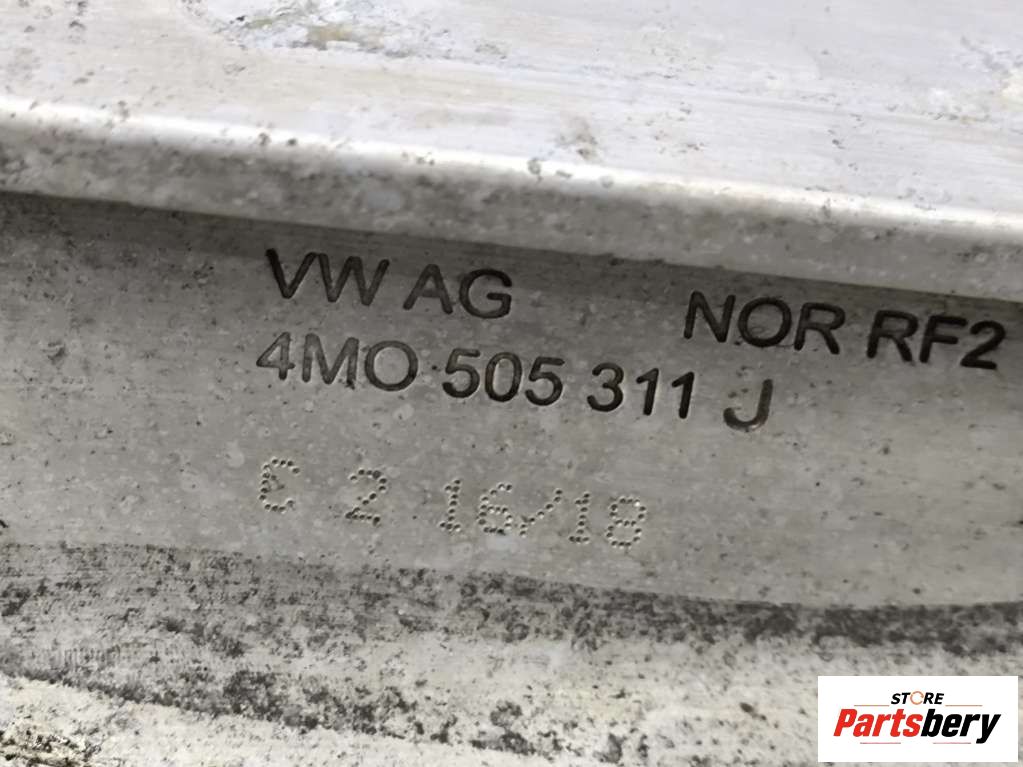 VW AG NOR RF2
4M0 505 311 J
C 2 16/18
STORE
Partsbery